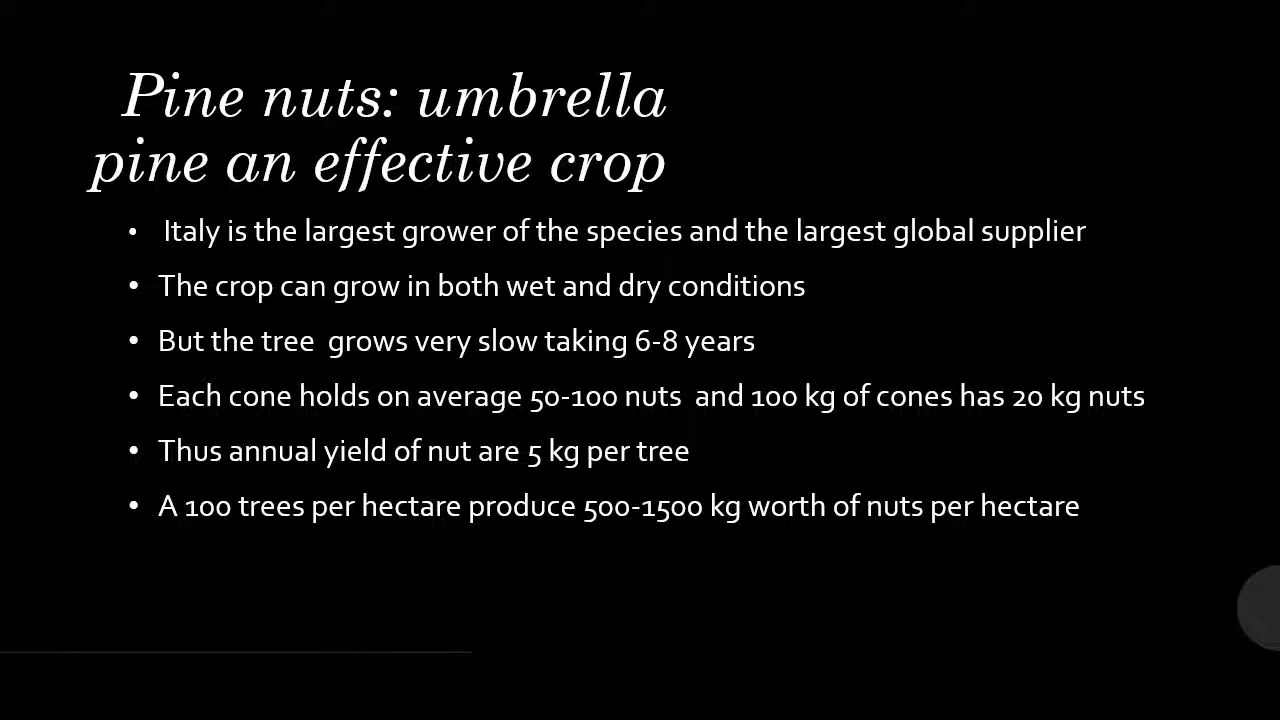 Pine nuts: umbrella
pine an effective crop
• Italy is the largest grower of the species and the largest global supplier
• The crop can grow in both wet and dry conditions
• But the tree  grows very slow taking 6-8 years
• Each cone holds on average 50-100 nuts  and 100 kg of cones has 20 kg nuts
• Thus annual yield of nut are 5 kg per tree
• A 100 trees per hectare produce 500-1500 kg worth of nuts per hectare